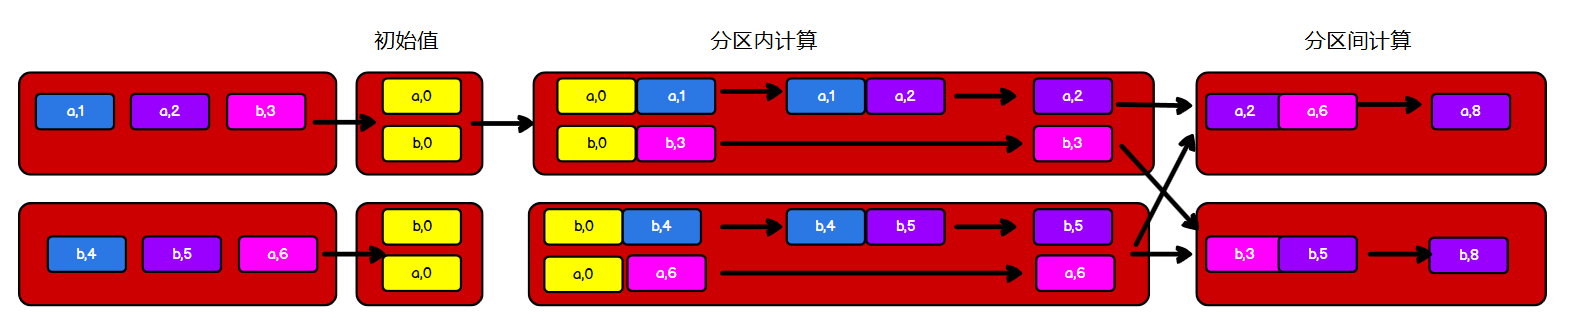 初始值 分区内计算 分区间计算
a,1 a,2 b,3 a,0 a,0 a,1 a,1 a,2 a,2 a,2 a,6 a,8
b,0 b,0 b,3 b,3
b,4 b,5 a,6 b,0 b,0 b,4 b,4 b,5 b,5 b,3 b,5 b,8
a,0 a,0 a,6 a,6